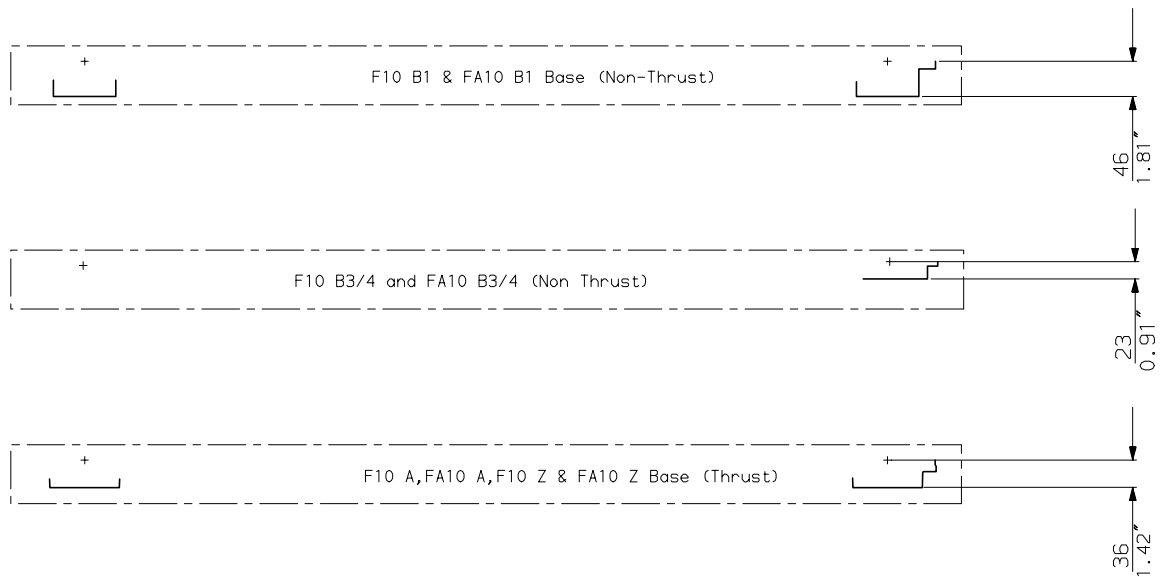 F10 B1 & FA10 B1 Base (Non-Thrust)
46
1.81"
F10 B3/4 and FA10 B3/4 (Non Thrust)
23
0.91"
F10 A,FA10 A,F10 Z & FA10 Z Base (Thrust)
36
1.42"